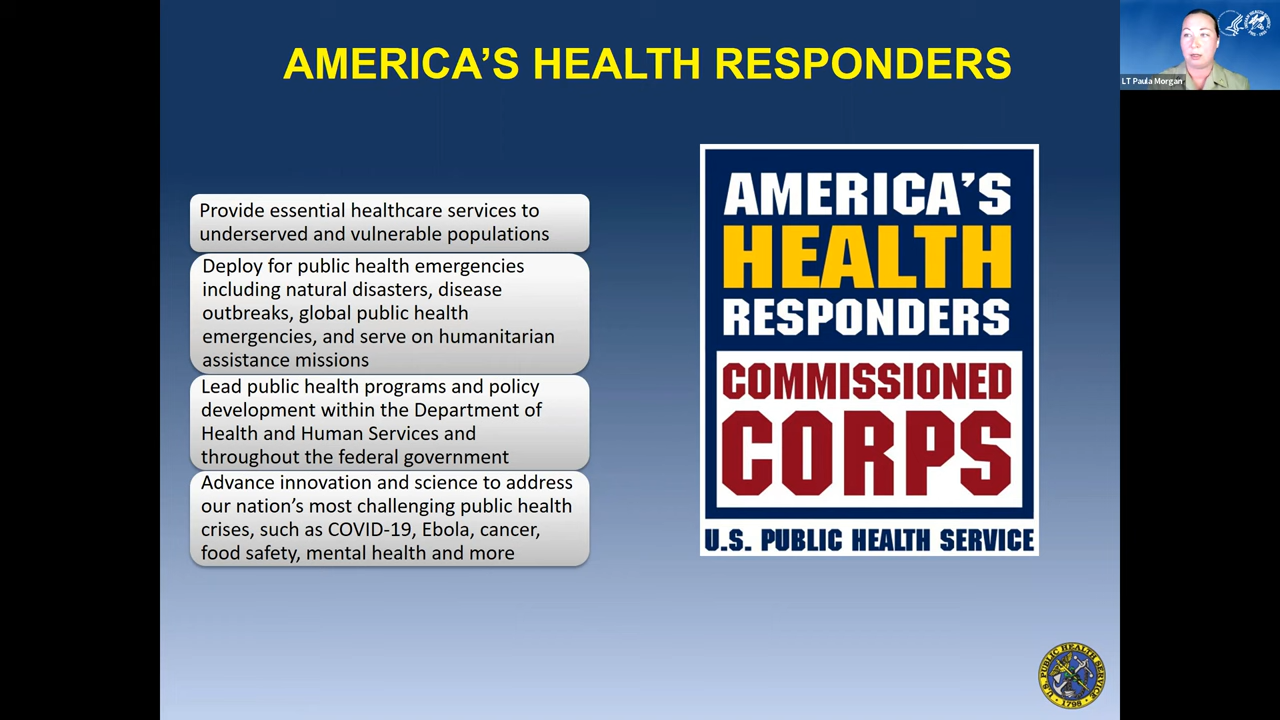 AMERICA'S HEALTH RESPONDERS
LT Paula Morgan
Provide essential healthcare services to
underserved and vulnerable populations
Deploy for public health emergencies
including natural disasters, disease
outbreaks, global public health
emergencies, and serve on humanitarian
assistance missions
Lead public health programs and policy
development within the Department of
Health and Human Services and
throughout the federal government
Advance innovation and science to address
our nation's most challenging public health
crises, such as COVID-19, Ebola, cancer,
food safety, mental health and more
AMERICA'S
HEALTH
RESPONDERS
COMMISSIONED
CORPS
U.S. PUBLIC HEALTH SERVICE
U.S. PUBLIC HEALTH SERVICE
1798